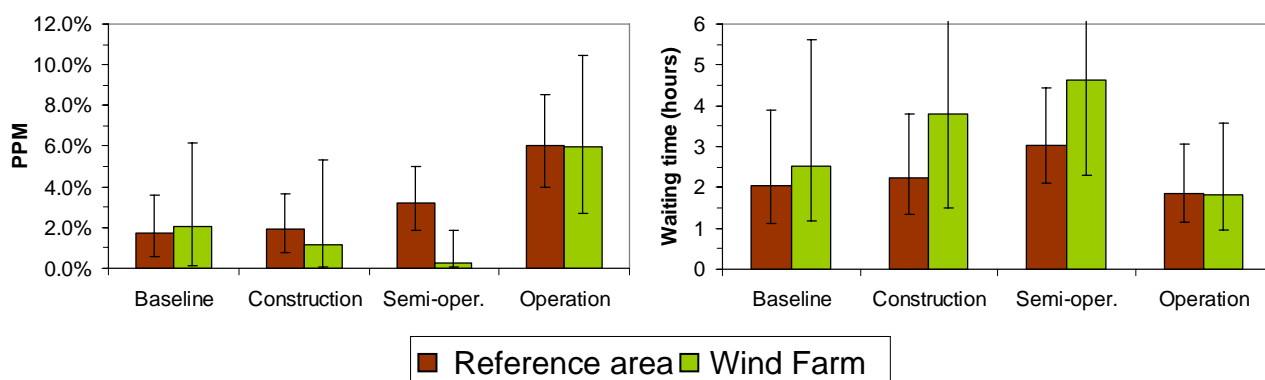 PPM
12.0%
10.0%
8.0%
6.0%
4.0%
2.0%
0.0%
Baseline Construction Semi-oper. Operation
Waiting time (hours)
6
5
4
3
2
1
0
Baseline Construction Semi-oper. Operation
Reference area Wind Farm